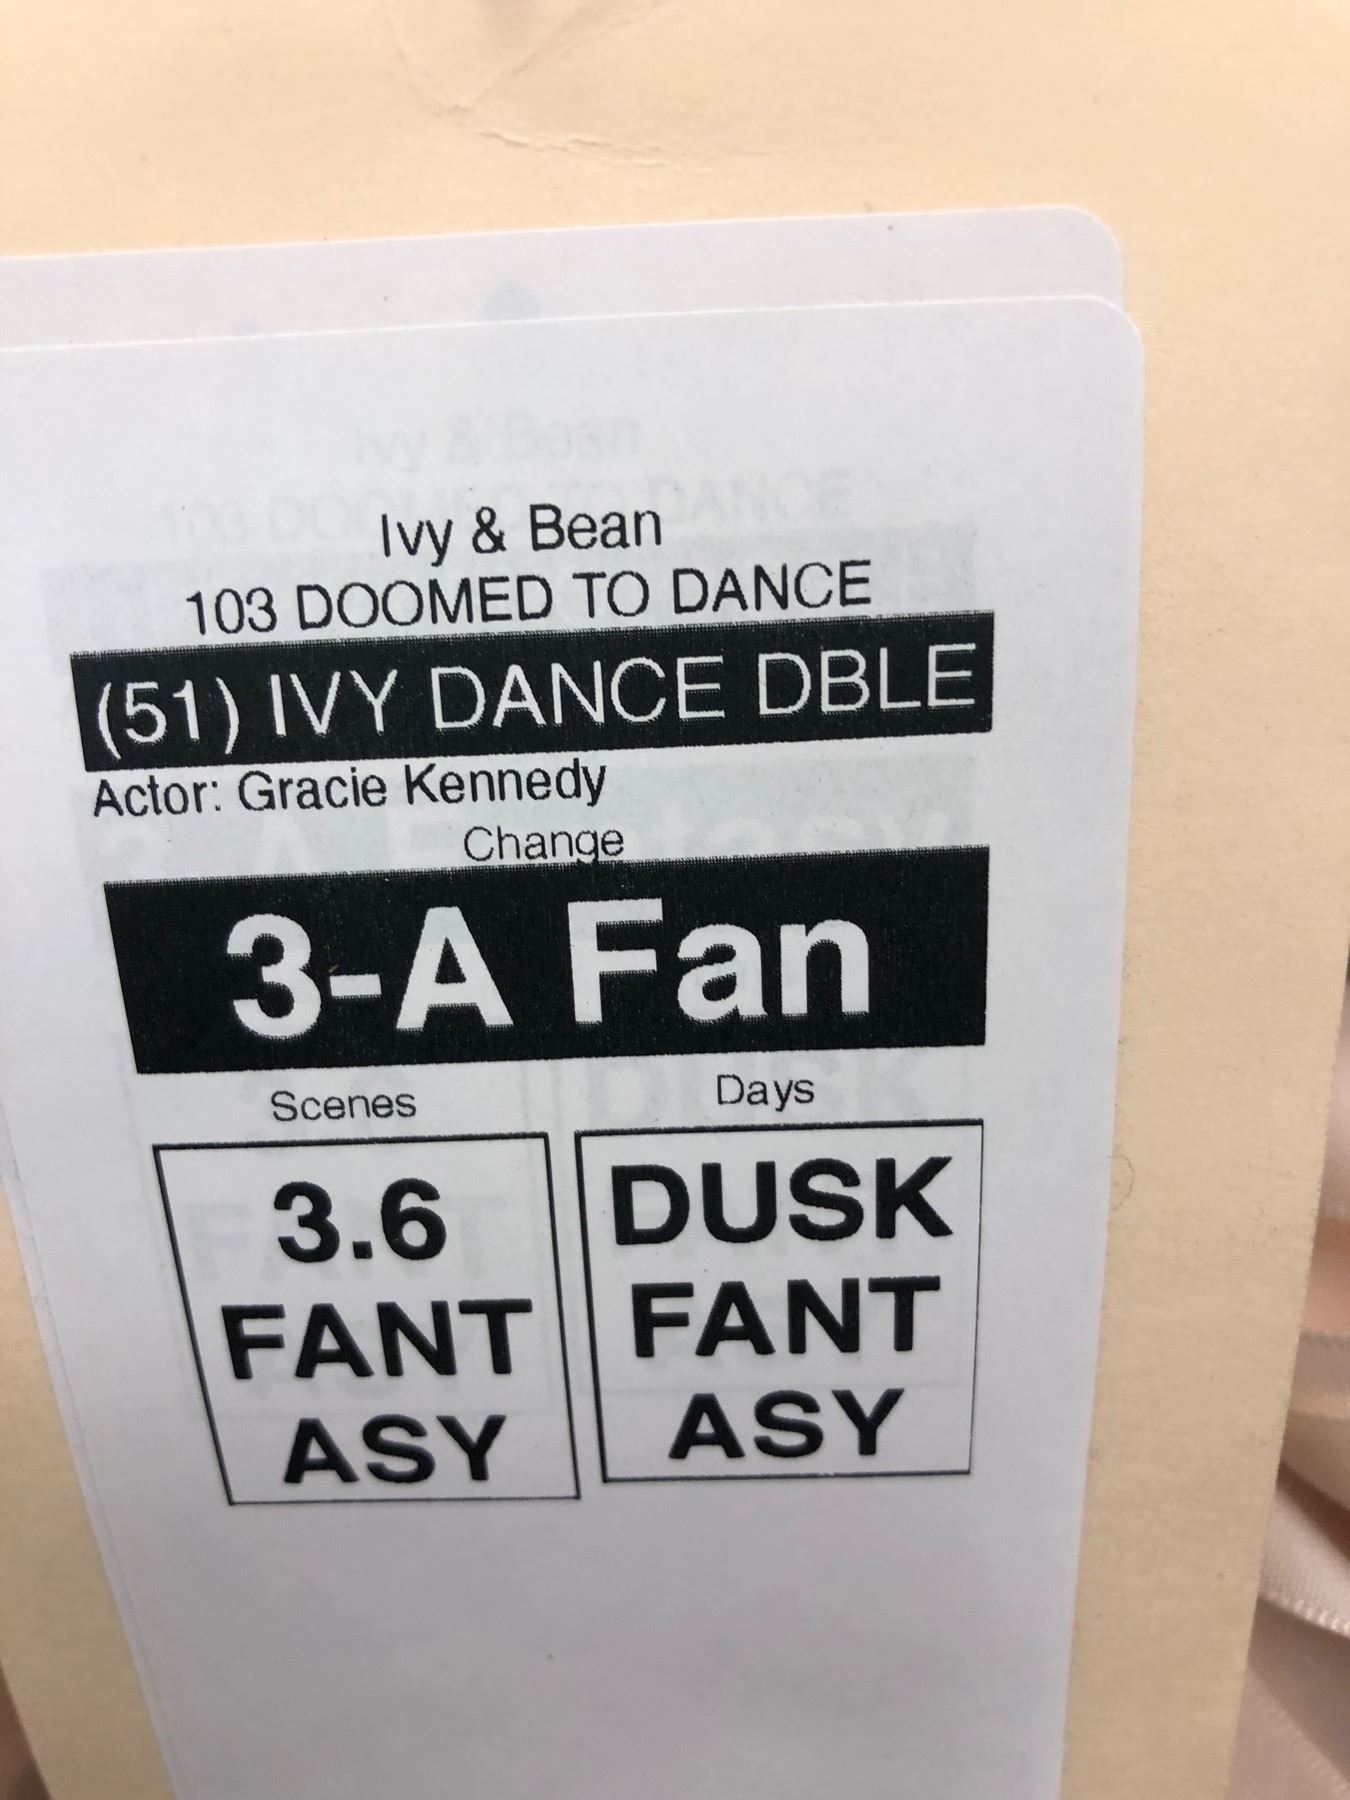 Ivy & Bean
103 DOOMED TO DANCE
(51) IVY DANCE DBLE
Actor: Gracie Kennedy
Change
3-A Fan
Scenes
Days
3.6
FANT
ASY
DUSK
FANT
ASY